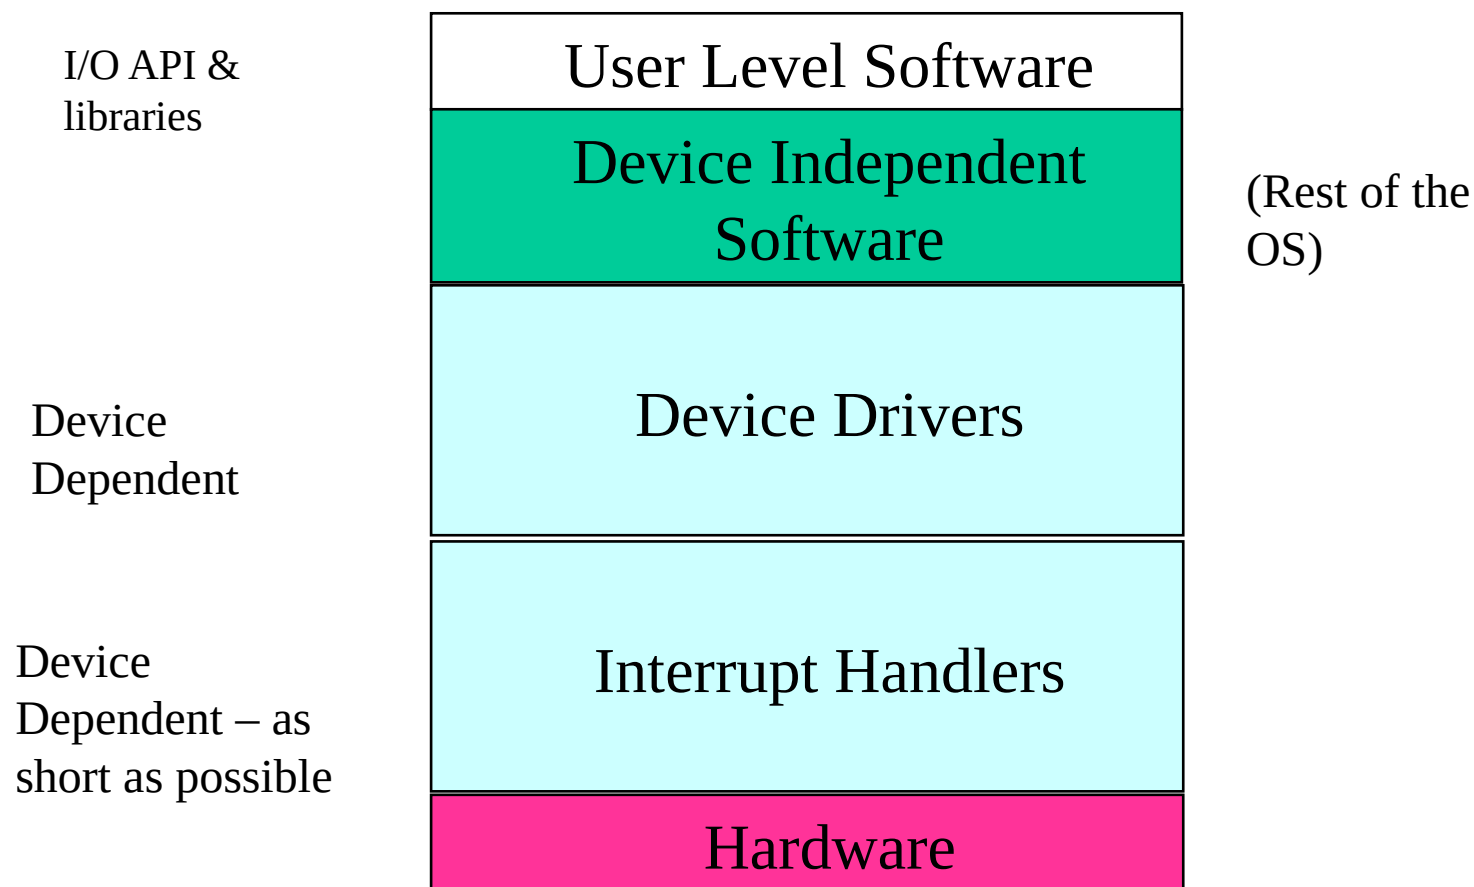 I/O API &
libraries
User Level Software
Device Independent
Software
(Rest of the
OS)
Device
Dependent
Device Drivers
Device
Dependent – as
short as possible
Interrupt Handlers
Hardware